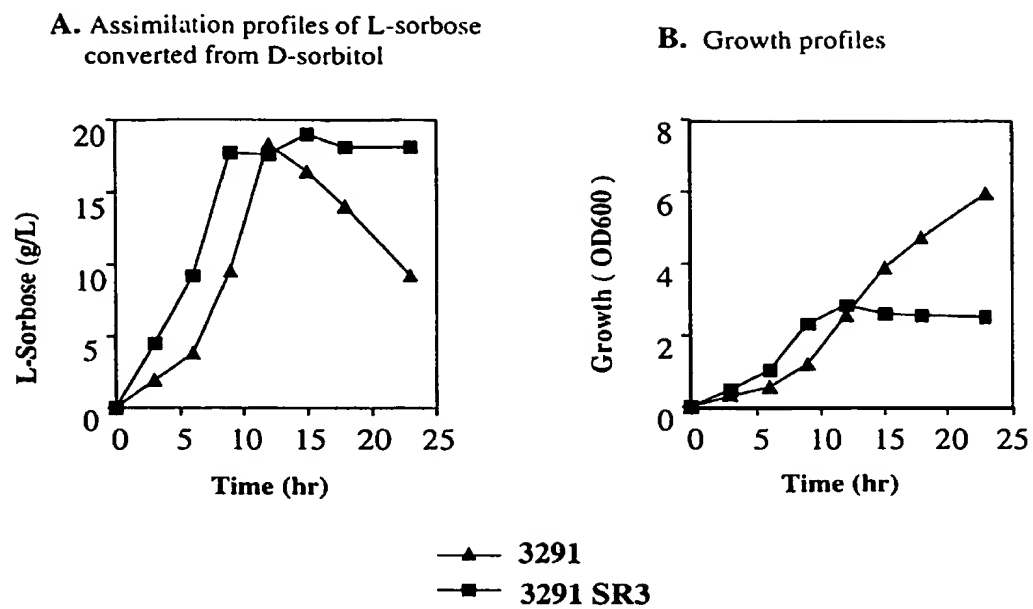 A. Assimilation profiles of L-sorbose
converted from D-sorbitol
B. Growth profiles
L-Sorbose (g/L)
20
15
10
5
0
0 5 10 15 20 25
Time (hr)
Growth ( OD600 )
8
6
4
2
0
0 5 10 15 20 25
Time (hr)
3291
3291 SR3